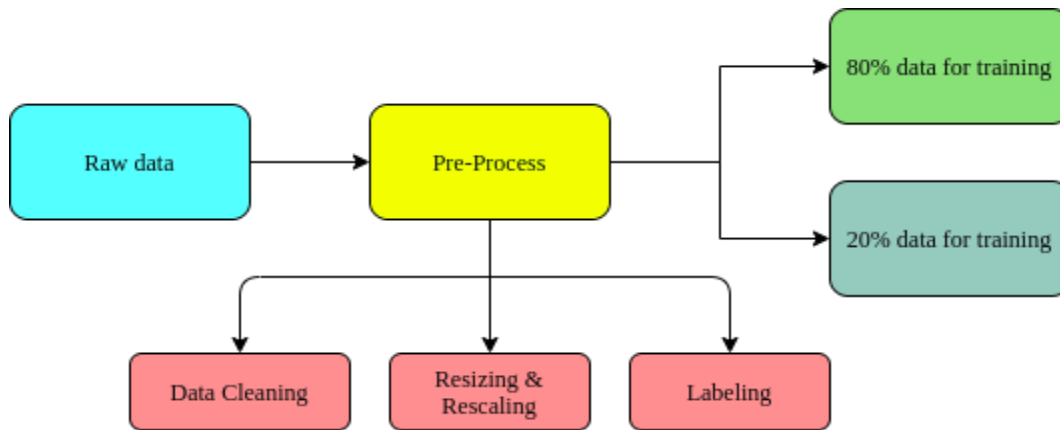 80% data for training
Raw data
Pre-Process
20% data for training
Data Cleaning
Resizing &
Rescaling
Labeling